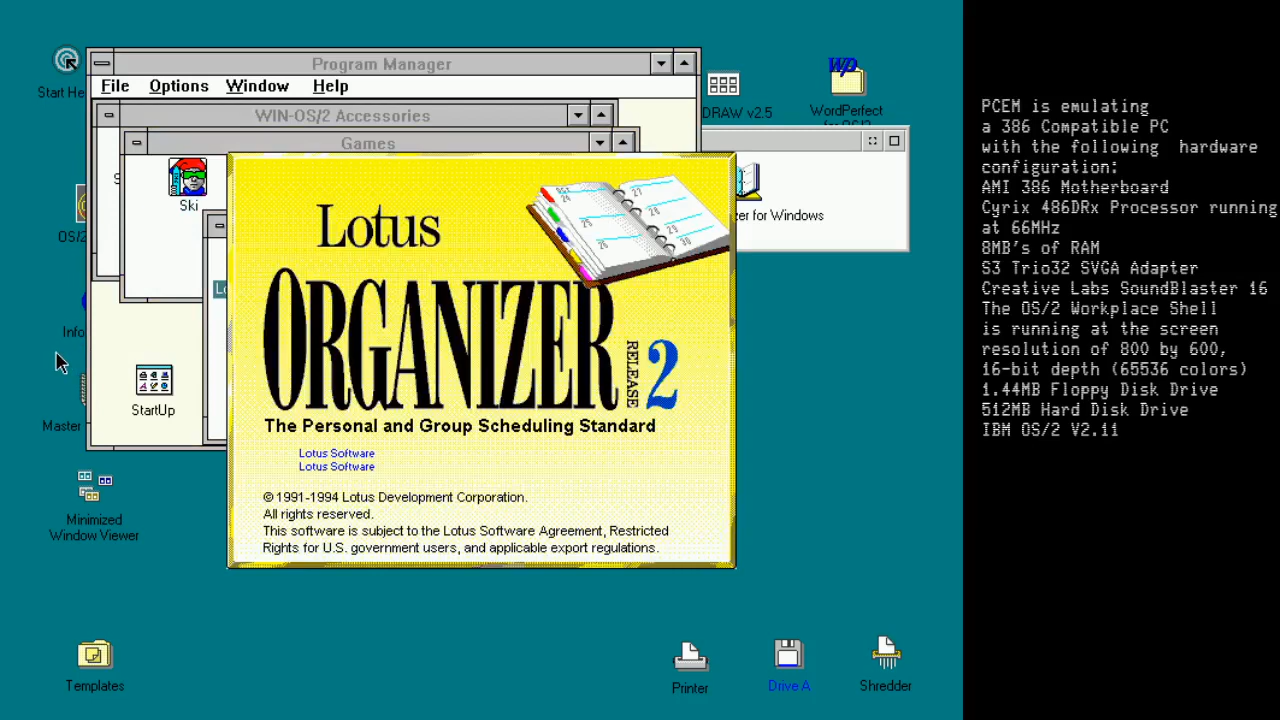 Program Manager
File Options Window Help
WIN-OS/2 Accessories
Games
Ski
StartUp
Start He
OS/2
Info
Master
Minimized
Window Viewer
Templates
DRAW v2.5
WP
WordPerfect
for OS/2
zer for Windows
Lo
Lotus
ORGANIZER
RELEASE 2
The Personal and Group Scheduling Standard
Lotus Software
Lotus Software
© 1991-1994 Lotus Development Corporation.
All rights reserved.
This software is subject to the Lotus Software Agreement, Restricted
Rights for U.S. government users, and applicable export regulations.
Printer
Drive A
Shredder
PCEM is emulating
a 386 Compatible PC
with the following hardware
configuration:
AMI 386 Motherboard
Cyrix 486DRx Processor running
at 66MHz
8MB's of RAM
S3 Trio32 SVGA Adapter
Creative Labs SoundBlaster 16
The OS/2 Workplace Shell
is running at the screen
resolution of 800 by 600,
16-bit depth (65536 colors)
1.44MB Floppy Disk Drive
512MB Hard Disk Drive
IBM OS/2 V2.11